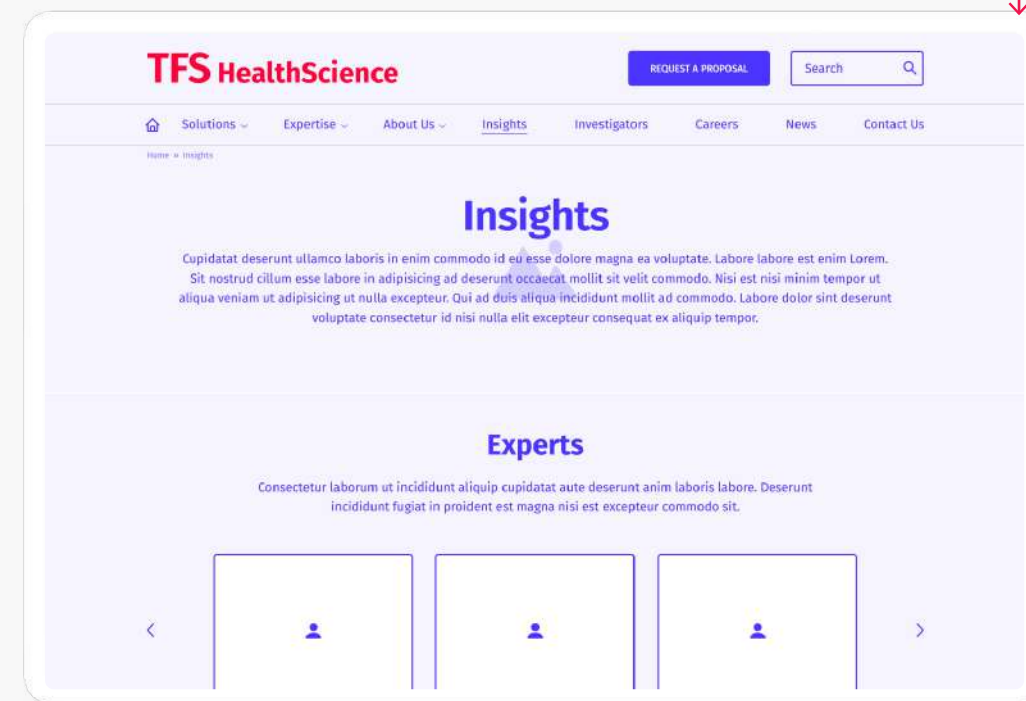 TFS HealthScience
REQUEST A PROPOSAL
Search
Solutions
Expertise
About Us
Insights
Investigators
Careers
News
Contact Us
Home » Insights
Insights
Cupidatat deserunt ullamco laboris in enim commodo id eu esse dolore magna ea voluptate. Labore labore est enim Lorem.
Sit nostrud cillum esse labore in adipisicing ad deserunt occaecat mollit sit velit commodo. Nisi est nisi minim tempor ut
aliqua veniam ut adipisicing ut nulla excepteur. Qui ad duis aliqua incididunt mollit ad commodo. Labore dolor sint deserunt
voluptate consectetur id nisi nulla elit excepteur consequat ex aliquip tempor.
Experts
Consectetur laborum ut incididunt aliquip cupidatat aute deserunt anim laboris labore. Deserunt
incididunt fugiat in proident est magna nisi est excepteur commodo sit.